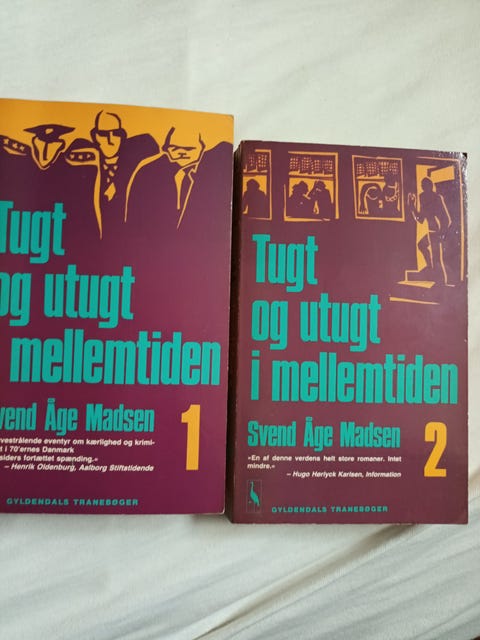 Tugt
og utugt
mellemtiden
Svend Åge Madsen
1
vestrålende eventyr om kærlighed og krimi-
t i 70'ernes Danmark
siders fortættet spænding.«
– Henrik Oldenburg, Aalborg Stiftstidende
GYLDENDALS TRANEBØGER
Tugt
og utugt
i mellemtiden
Svend Åge Madsen
2
»En af denne verdens helt store romaner. Intet
mindre.«
– Hugo Hørlyck Karlsen, Information
GYLDENDALS TRANEBØGER